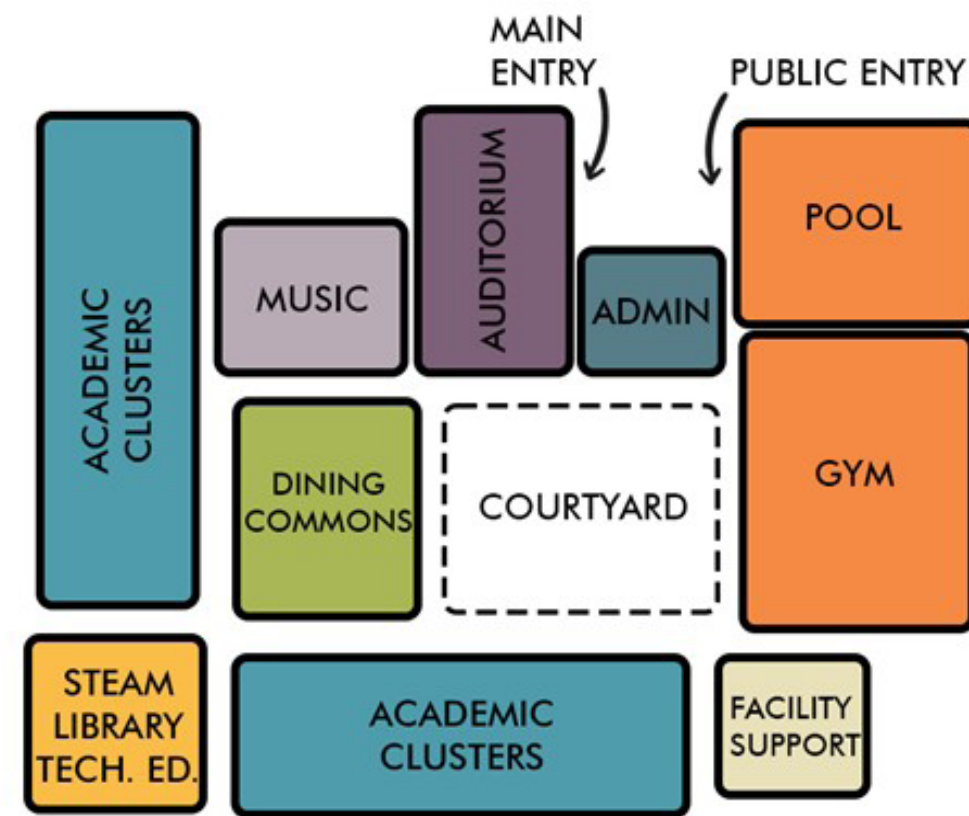 MAIN
ENTRY
PUBLIC ENTRY
ACADEMIC
CLUSTERS
MUSIC
AUDITORIUM
ADMIN
POOL
DINING
COMMONS
COURTYARD
GYM
STEAM
LIBRARY
TECH. ED.
ACADEMIC
CLUSTERS
FACILITY
SUPPORT